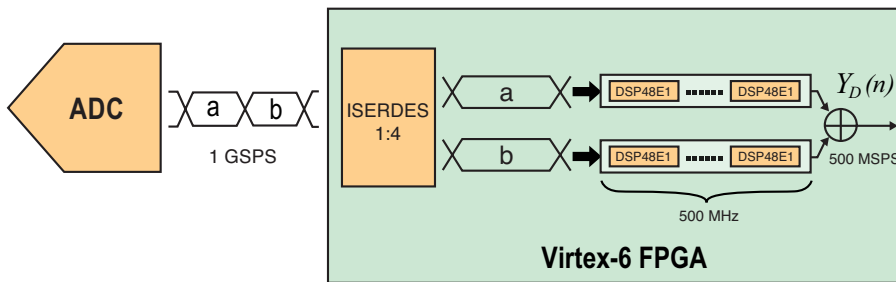 ADC
a
b
1 GSPS
ISERDES
1:4
a
b
DSP48E1
DSP48E1
DSP48E1
DSP48E1
500 MHz
Y_D(n)
500 MSPS
Virtex-6 FPGA